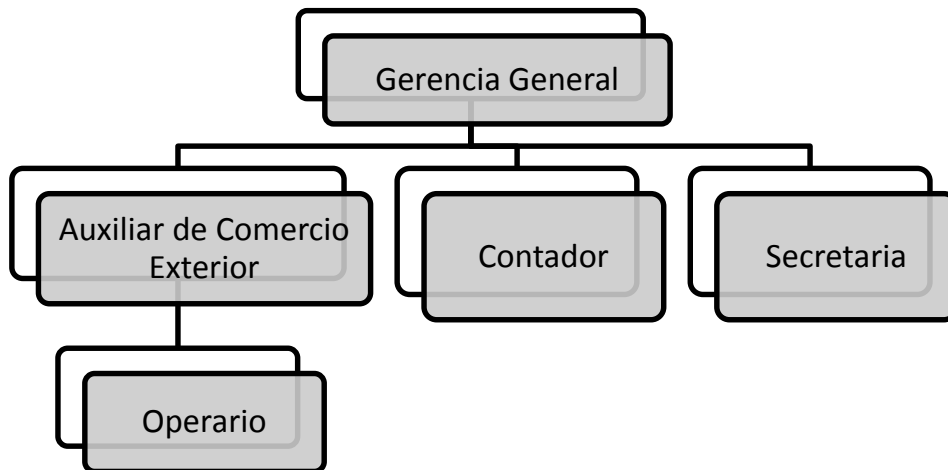 Gerencia General
Auxiliar de Comercio
Exterior
Contador
Secretaria
Operario